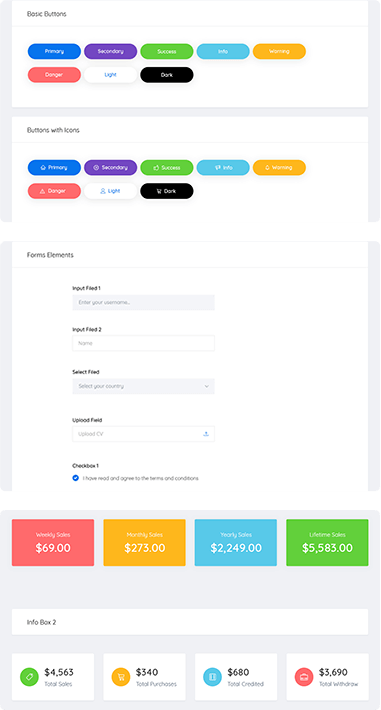 Basic Buttons
Primary Secondary Success Info Warning
Danger Light Dark
Buttons with Icons
Primary Secondary Success Info Warning
Danger Light Dark
Forms Elements
Input Filed 1
Enter your username...
Input Filed 2
Name
Select Filed
Select your country
Upload Field
Upload CV
Checkbox 1
I have read and agree to the terms and conditions
Weekly Sales Monthly Sales Yearly Sales Lifetime Sales
$69.00 $273.00 $2,249.00 $5,583.00
Info Box 2
$4,563 $340 $680 $3,690
Total Sales Total Purchases Total Credited Total Withdraw